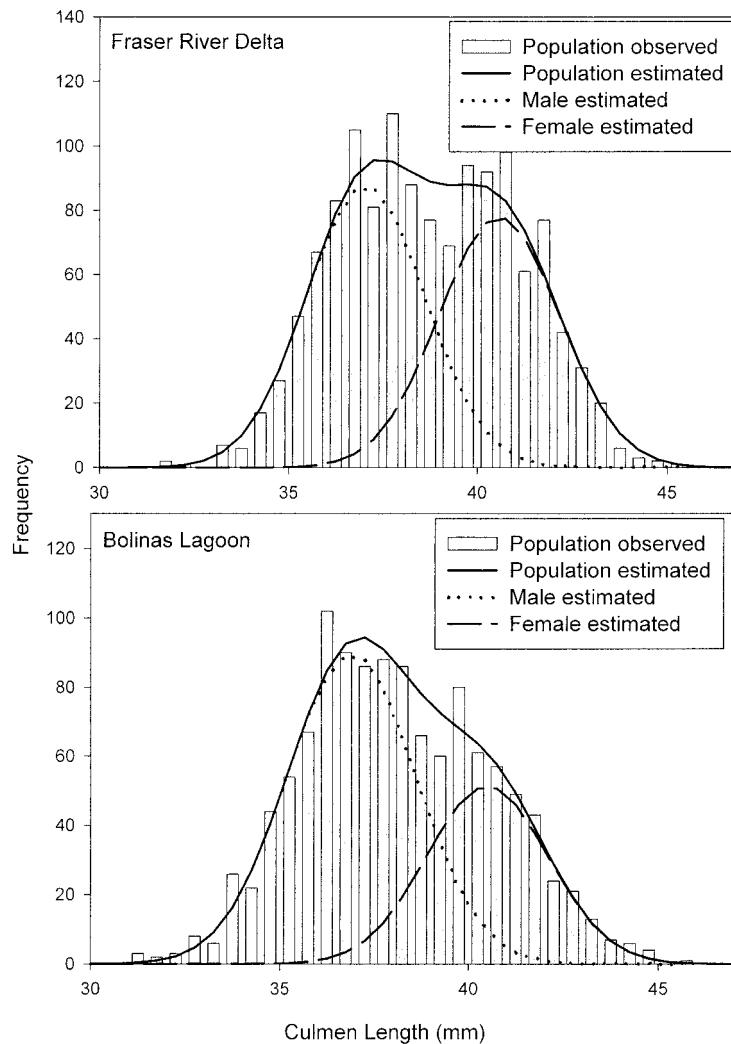 140
120
100
80
60
40
20
0
Fraser River Delta
Population observed
Population estimated
Male estimated
Female estimated
30 35 40 45
Frequency
120
100
80
60
40
20
0
Bolinas Lagoon
Population observed
Population estimated
Male estimated
Female estimated
30 35 40 45
Culmen Length (mm)